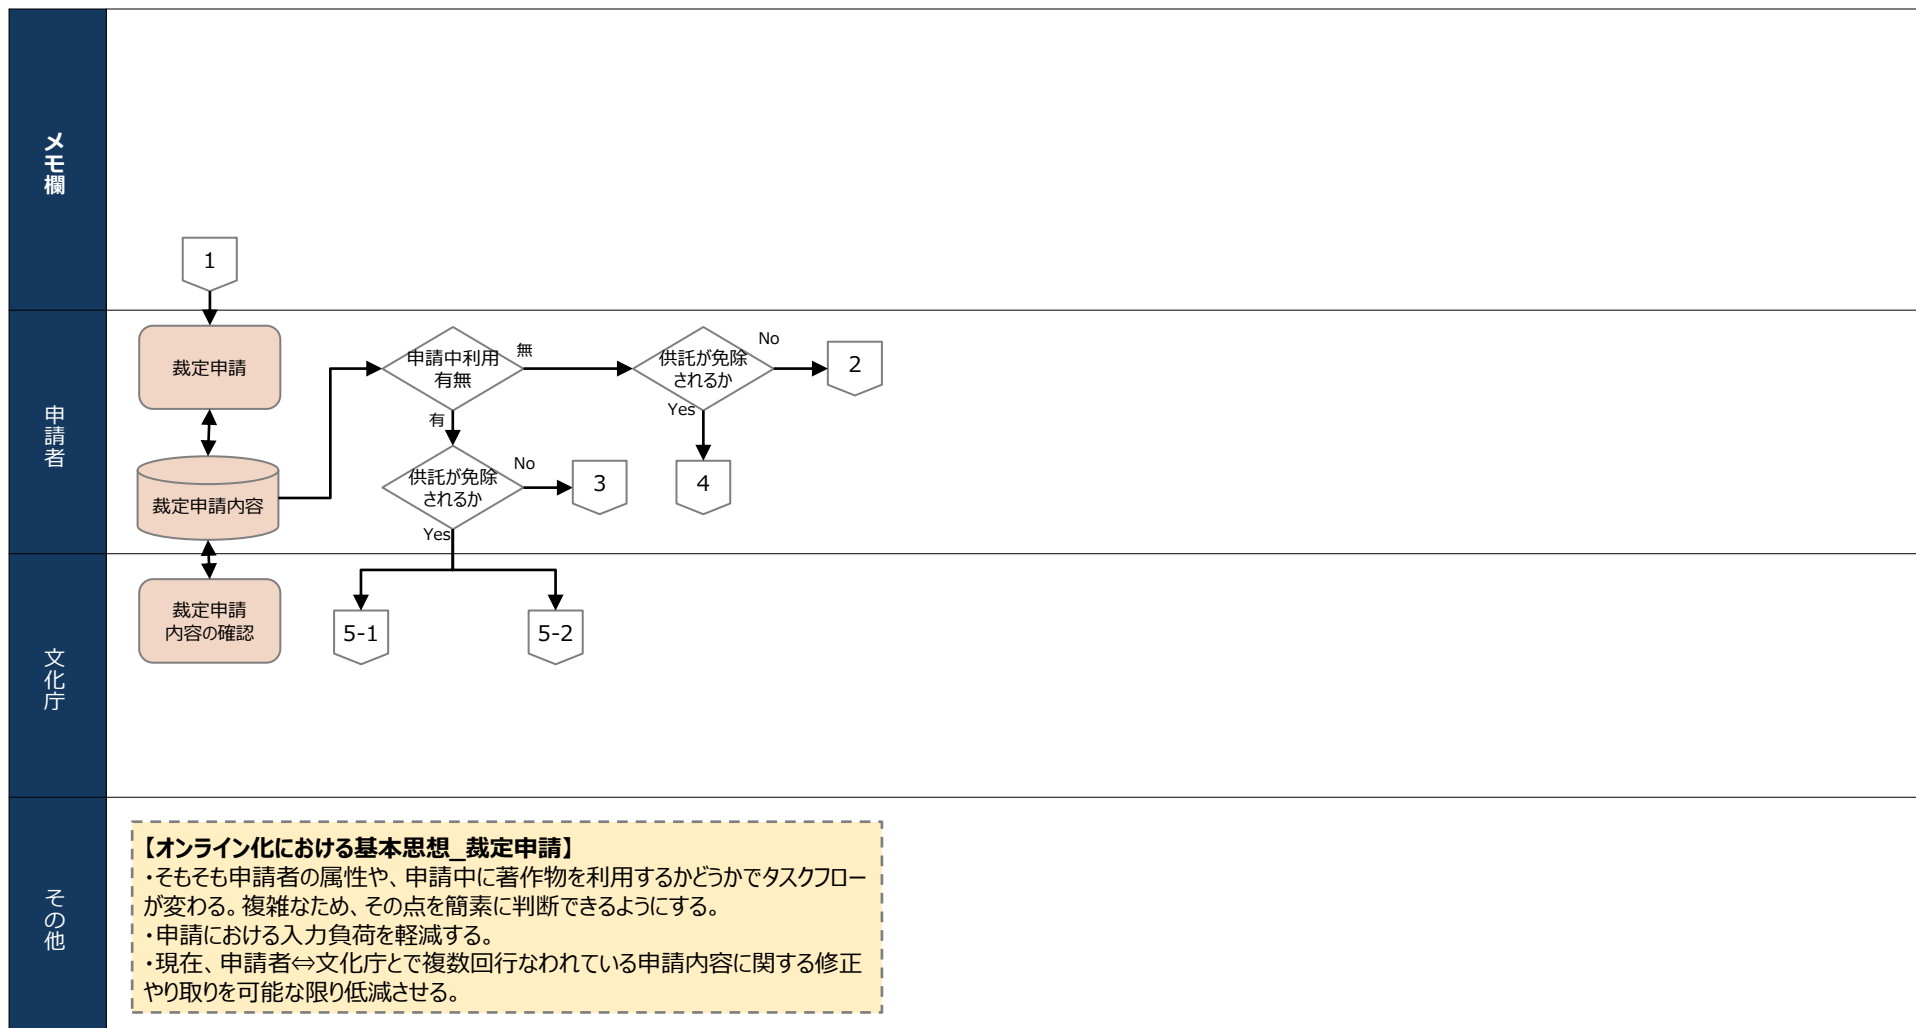 メモ欄
1
申請者
裁定申請
裁定申請内容
申請中利用
有無
無
有
供託が免除
されるか
No
2
Yes
4
供託が免除
されるか
No
3
Yes
文化庁
裁定申請
内容の確認
5-1
5-2
その他
【オンライン化における基本思想_裁定申請】
・そもそも申請者の属性や、申請中に著作物を利用するかどうかでタスクフロー
が変わる。複雑なため、その点を簡素に判断できるようにする。
・申請における入力負荷を軽減する。
・現在、申請者⇔文化庁とで複数回行なわれている申請内容に関する修正
やり取りを可能な限り低減させる。